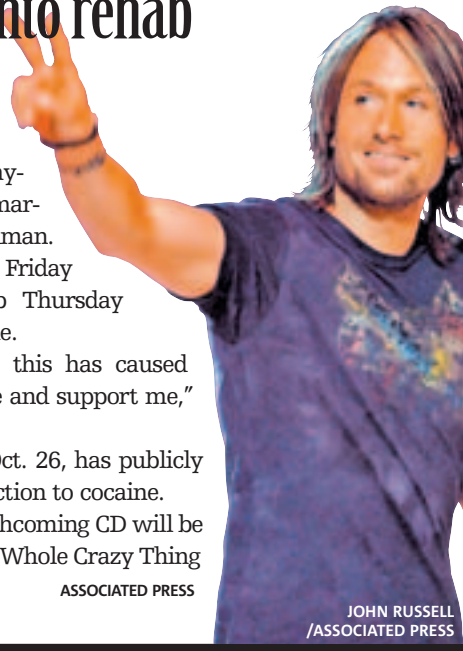 nto rehab
y-
mar-
man.
Friday
Thursday
e.
this has caused
and support me,"
ct. 26, has publicly
ction to cocaine.
hcoming CD will be
Whole Crazy Thing
ASSOCIATED PRESS
JOHN RUSSELL
/ASSOCIATED PRESS